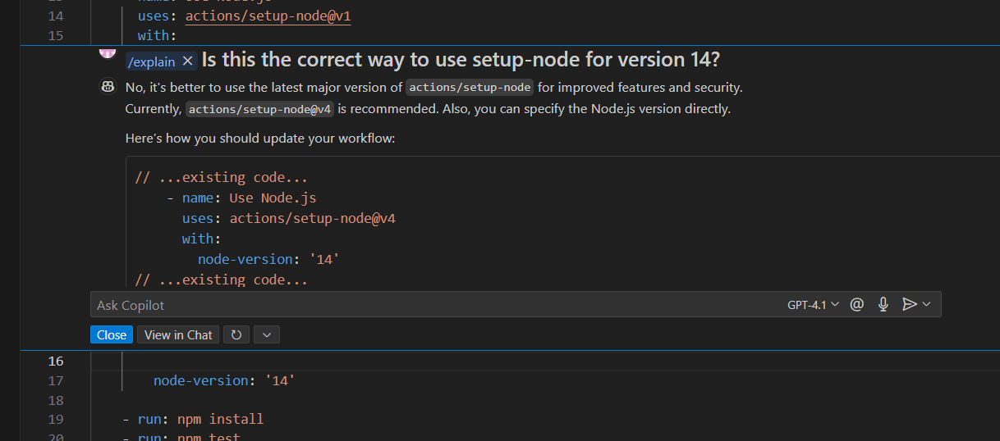 14 uses: actions/setup-node@v1
15 with:
/explain × Is this the correct way to use setup-node for version 14?
No, it's better to use the latest major version of actions/setup-node for improved features and security.
Currently, actions/setup-node@v4 is recommended. Also, you can specify the Node.js version directly.
Here's how you should update your workflow:
// ...existing code...
- name: Use Node.js
uses: actions/setup-node@v4
with:
node-version: '14'
// ...existing code...
Ask Copilot GPT-4.1 @
Close View in Chat
16
17 node-version: '14'
18
19 - run: npm install
20 - run: npm test